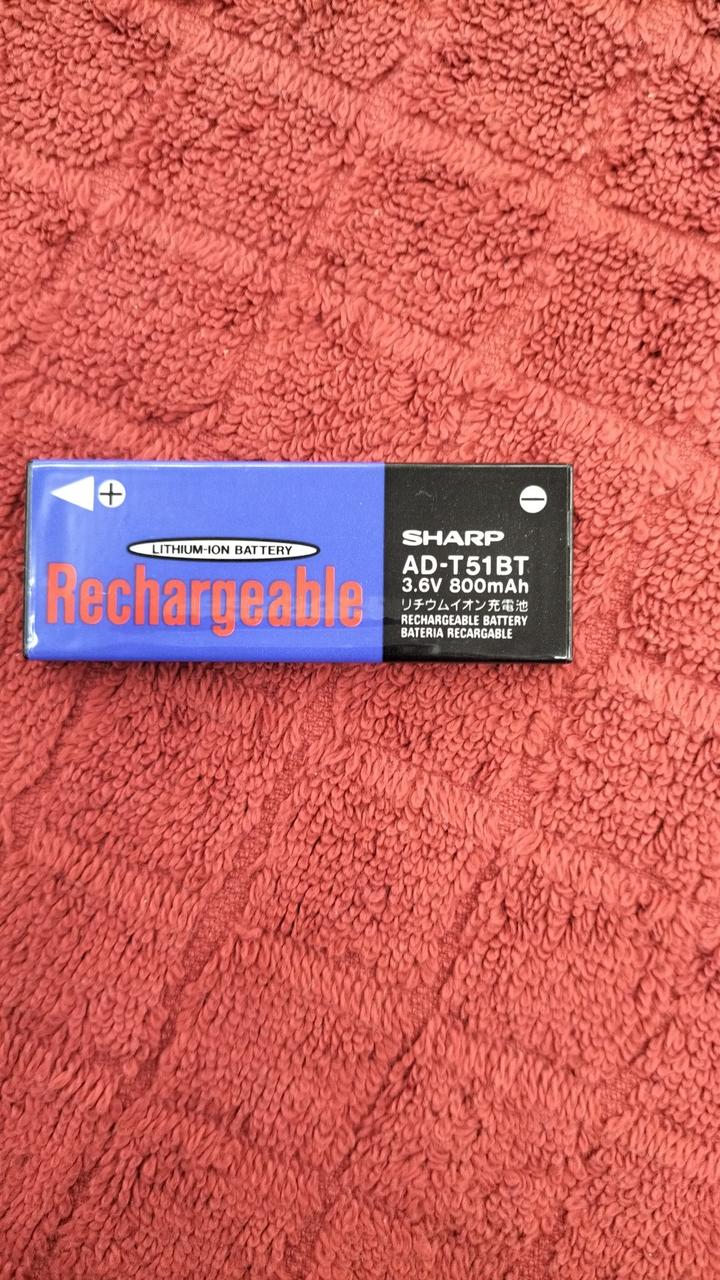 LITHIUM-ION BATTERY
Rechargeable
SHARP
AD-T51BT
3.6V 800mAh
リチウムイオン充電池
RECHARGEABLE BATTERY
BATERIA RECARGABLE